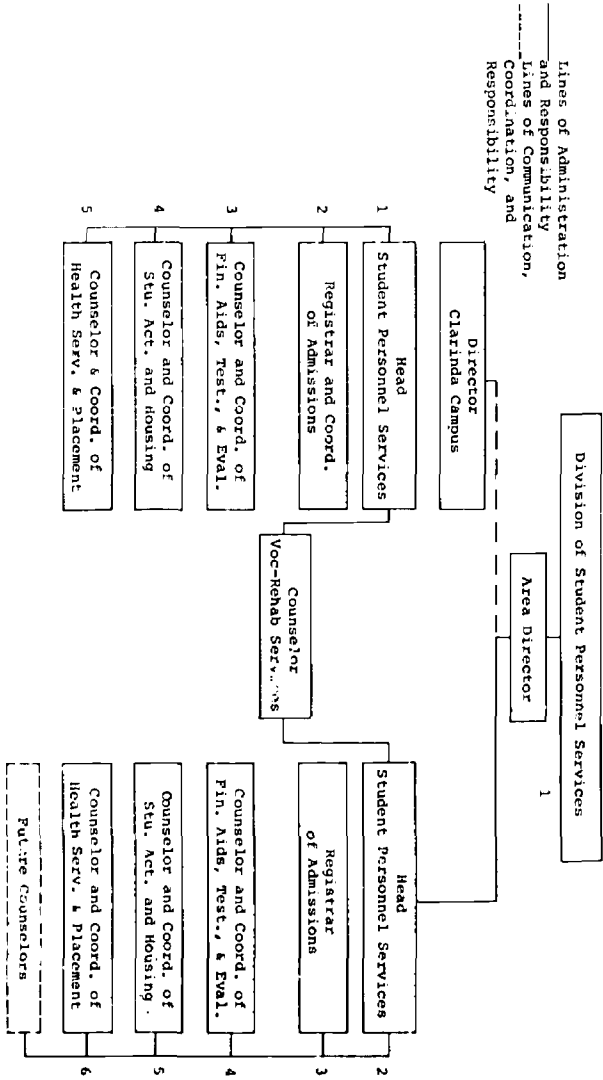 Division of Student Personnel Services
Area Director
1
Lines of Administration
and Responsibility
Lines of Communication,
Coordination, and
Responsibility
Director
Clarinda Campus
1
Head
Student Personnel Services
2
Registrar and Coord.
of Admissions
3
Counselor and Coord. of
Fin. Aids, Test., & Eval.
4
Counselor and Coord. of
Stu. Act. and Housing
5
Counselor & Coord. of
Health Serv. & Placement
Counselor
Voc-Rehab
Head
Student Personnel Services
2
Registrar
of Admissions
3
Counselor and Coord. of
Fin. Aids, Test., & Eval.
4
Counselor and Coord. of
Stu. Act. and Housing
5
Counselor and Coord. of
Health Serv. & Placement
6
Future Counselors